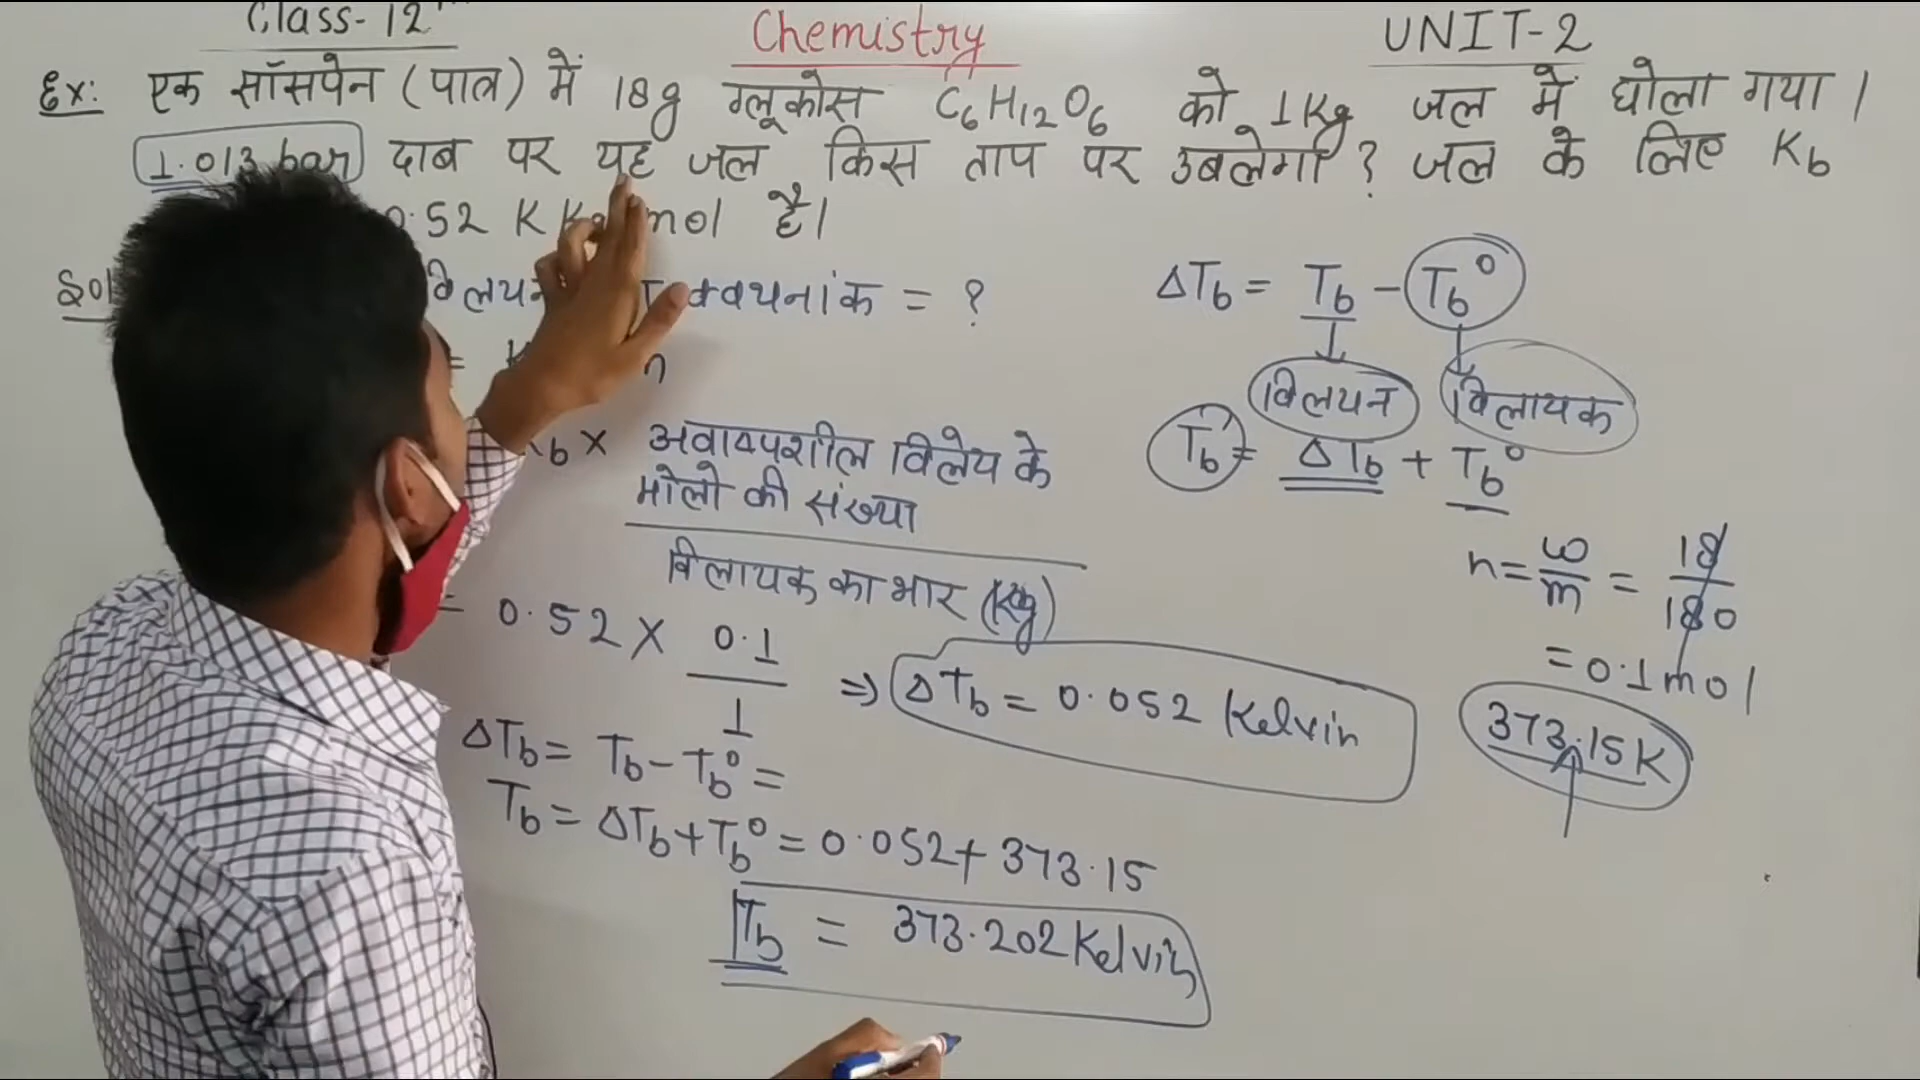 Class-12th
Chemistry
UNIT-2
Ex: एक सॉसपेन (पात्र) में 18g ग्लूकोस C6H12O6 को 1Kg जल में घोला गया ।
1.013 bar दाब पर यह जल किस ताप पर उबलेगा ? जल के लिए Kb
0.52 K Kg mol है।
Sol
विलयन क्वथनांक = ?
=
अवाष्पशील विलेय के
Kb ×
मोलो की संख्या
विलायक का भार (Kg)
= 0.52 × 0.1
1
⇒ ΔTb = 0.052 Kelvin
ΔTb = Tb - Tb° =
Tb = ΔTb + Tb° = 0.052 + 373.15
Tb = 373.202 Kelvin
ΔTb = Tb - Tb°
विलयन
विलायक
Tb = ΔTb + Tb°
n = w/m = 18/180
= 0.1 mol
373.15 K